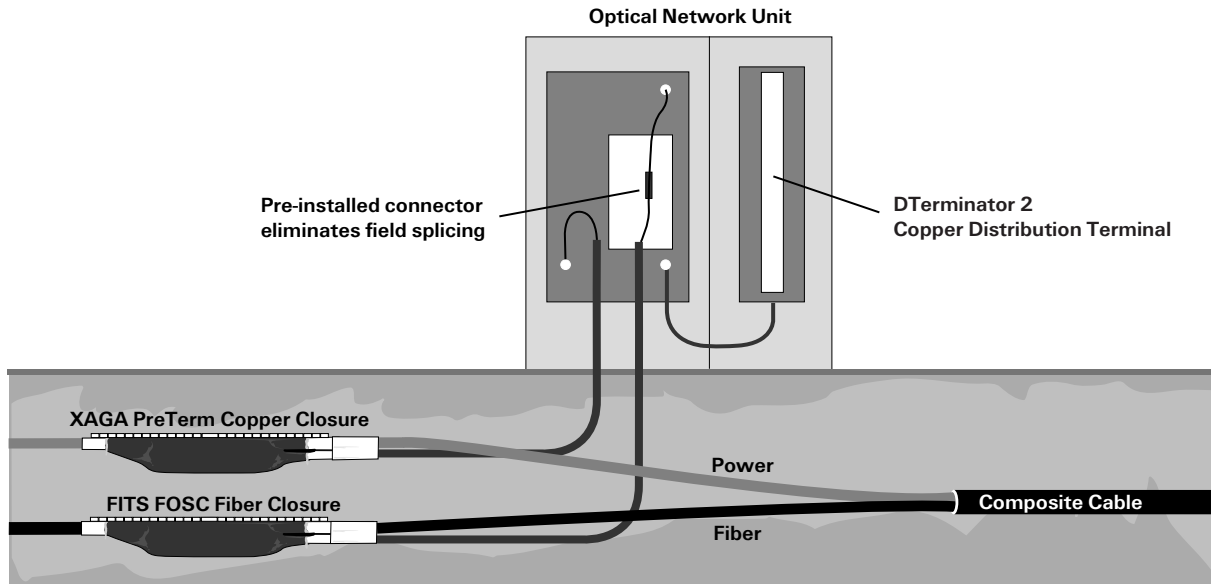 Optical Network Unit
Pre-installed connector
eliminates field splicing
DTerminator 2
Copper Distribution Terminal
XAGA PreTerm Copper Closure
Power
FITS FOSC Fiber Closure
Composite Cable
Fiber